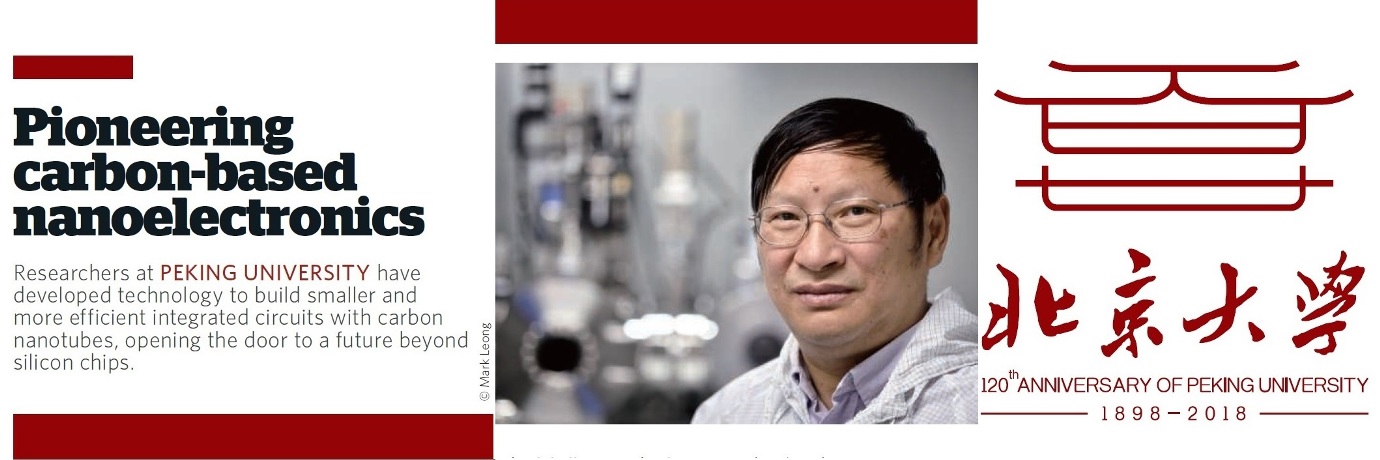 Pioneering
carbon-based
nanoelectronics
Researchers at PEKING UNIVERSITY have
developed technology to build smaller and
more efficient integrated circuits with carbon
nanotubes, opening the door to a future beyond
silicon chips.
© Mark Leong
北京大學
120th ANNIVERSARY OF PEKING UNIVERSITY
1898–2018